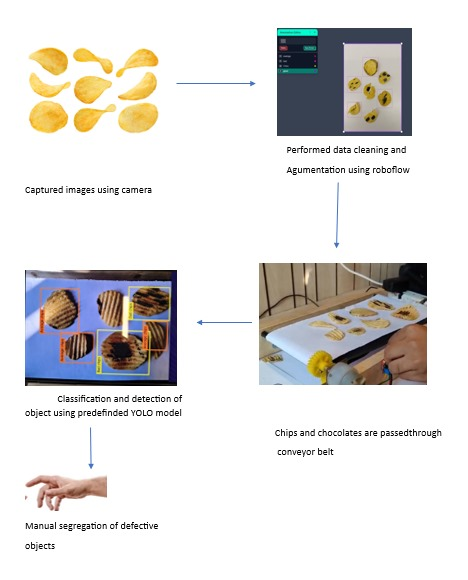 Captured images using camera
Performed data cleaning and
Agumentation using roboflow
Chips and chocolates are passedthrough
conveyor belt
Classification and detection of
object using predefinded YOLO model
Manual segregation of defective
objects